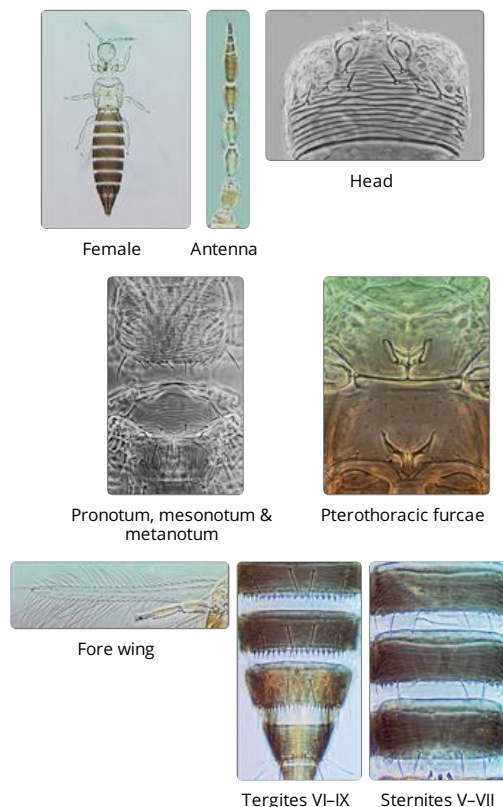 Female
Antenna
Head
Pronotum, mesonotum &
metanotum
Pterothoracic furcae
Fore wing
Tergites VI–IX
Sternites V–VII